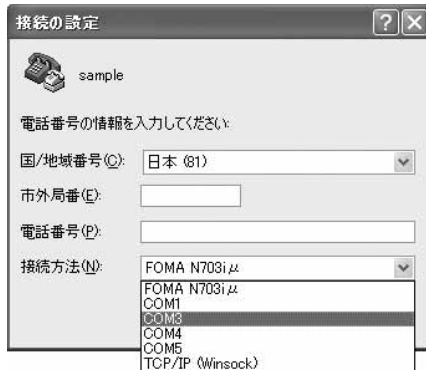 接続の設定
sample
電話番号の情報を入力してください:
国/地域番号(C): 日本 (81)
市外局番(E):
電話番号(P):
接続方法(N): FOMA N703iμ
FOMA N703iμ
COM1
COM3
COM4
COM5
TCP/IP (Winsock)